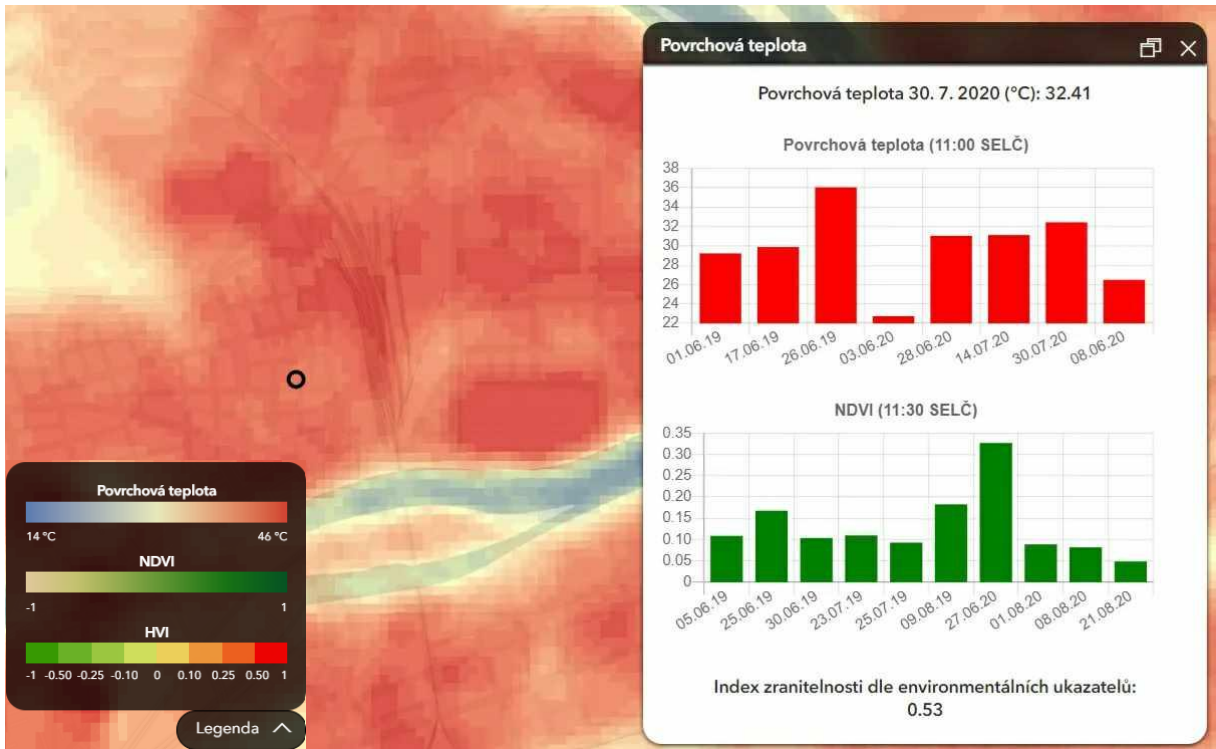 Povrchová teplota
Povrchová teplota 30. 7. 2020 (°C): 32.41
Povrchová teplota (11:00 SELČ)
38
36
34
32
30
28
26
24
22
01.06.19 17.06.19 26.06.19 03.06.20 28.06.20 14.07.20 30.07.20 08.06.20
NDVI (11:30 SELČ)
0.35
0.30
0.25
0.20
0.15
0.10
0.05
0
05.06.19 25.06.19 30.06.19 23.07.19 25.07.19 09.08.19 27.06.20 01.08.20 08.08.20 21.08.20
Index zranitelnosti dle environmentálních ukazatelů:
0.53
Povrchová teplota
14 °C 46 °C
NDVI
-1 1
HVI
-1 -0.50 -0.25 -0.10 0 0.10 0.25 0.50 1
Legenda